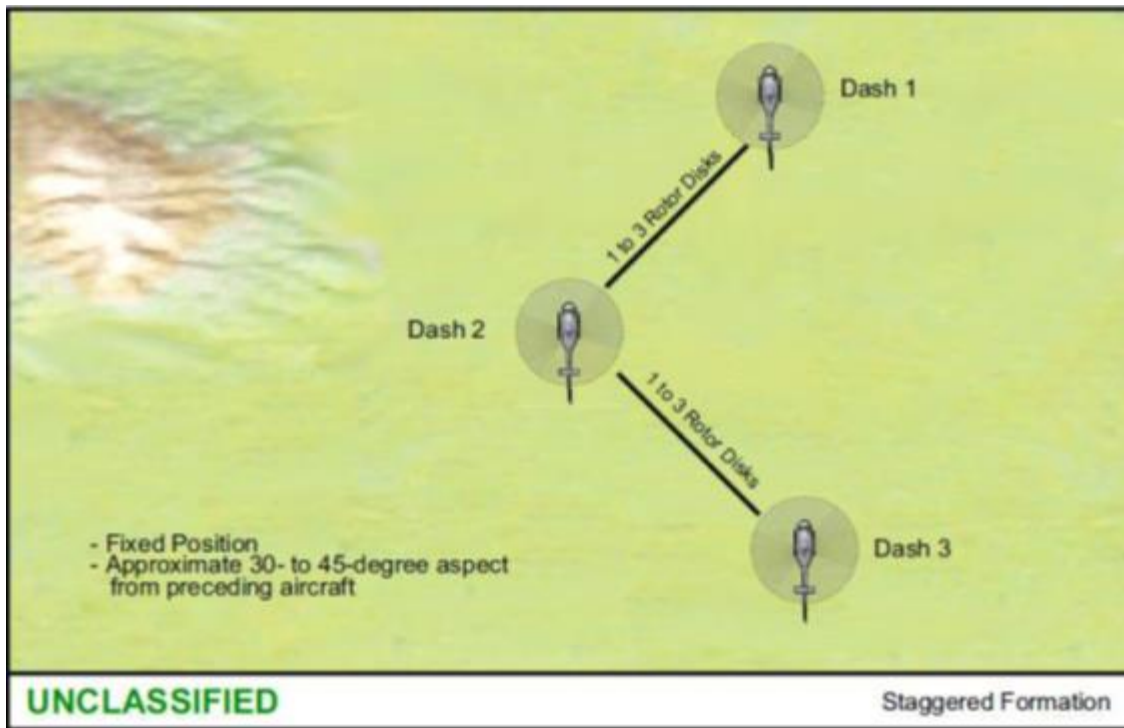 Dash 1
1 to 3 Rotor Disks
Dash 2
1 to 3 Rotor Disks
Dash 3
- Fixed Position
- Approximate 30- to 45-degree aspect
from preceding aircraft
UNCLASSIFIED
Staggered Formation